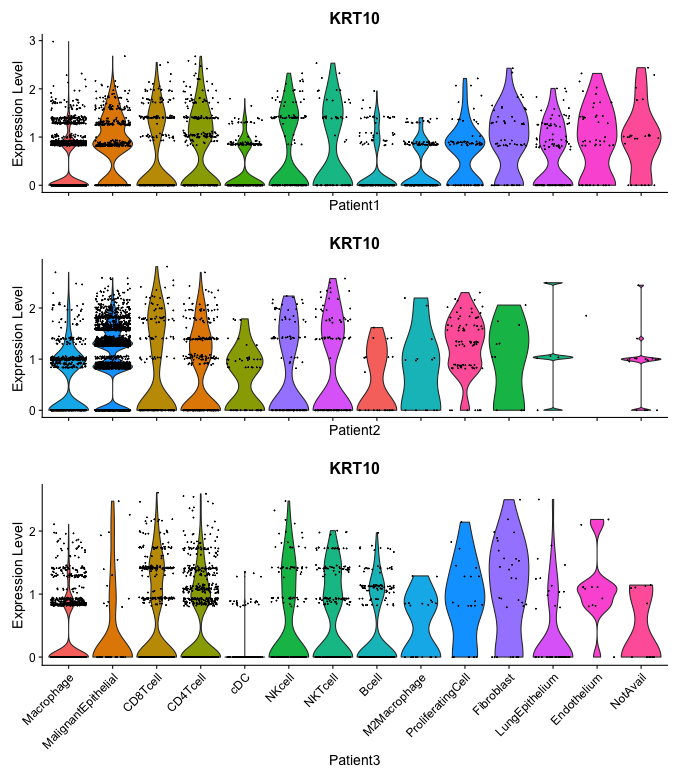 KRT10
Expression Level
3
2
1
0
Patient1
KRT10
Expression Level
2
1
0
Patient2
KRT10
Expression Level
2
1
0
Macrophage
MalignantEpithelial
CD8Tcell
CD4Tcell
cDC
NKcell
NKTcell
Bcell
M2Macrophage
ProliferatingCell
Fibroblast
LungEpithelium
Endothelium
NotAvail
Patient3